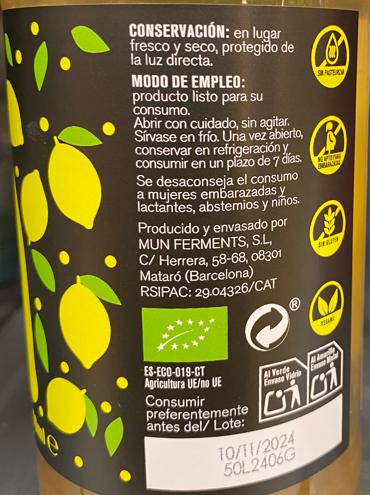 CONSERVACIÓN: en lugar
fresco y seco, protegido de
la luz directa.
MODO DE EMPLEO:
producto listo para su
consumo.
Abrir con cuidado, sin agitar.
Sírvase en frío. Una vez abierto,
conservar en refrigeración y
consumir en un plazo de 7 días.
Se desaconseja el consumo
a mujeres embarazadas y
lactantes, abstemios y niños.
Producido y envasado por
MUN FERMENTS, S.L,
C/ Herrera, 58-68, 08301
Mataró (Barcelona)
RSIPAC: 29.04326/CAT
SIN PASTEURIZAR
NO APTO PARA
EMBARAZADAS
SIN GLUTEN
VEGANO
®
ES-ECO-019-CT
Agricultura UE/no UE
Al Verde
Envase Vidrio
Al Amarillo
Envase Metal
Consumir
preferentemente
antes del/ Lote:
10/11/2024
50L2406G
e